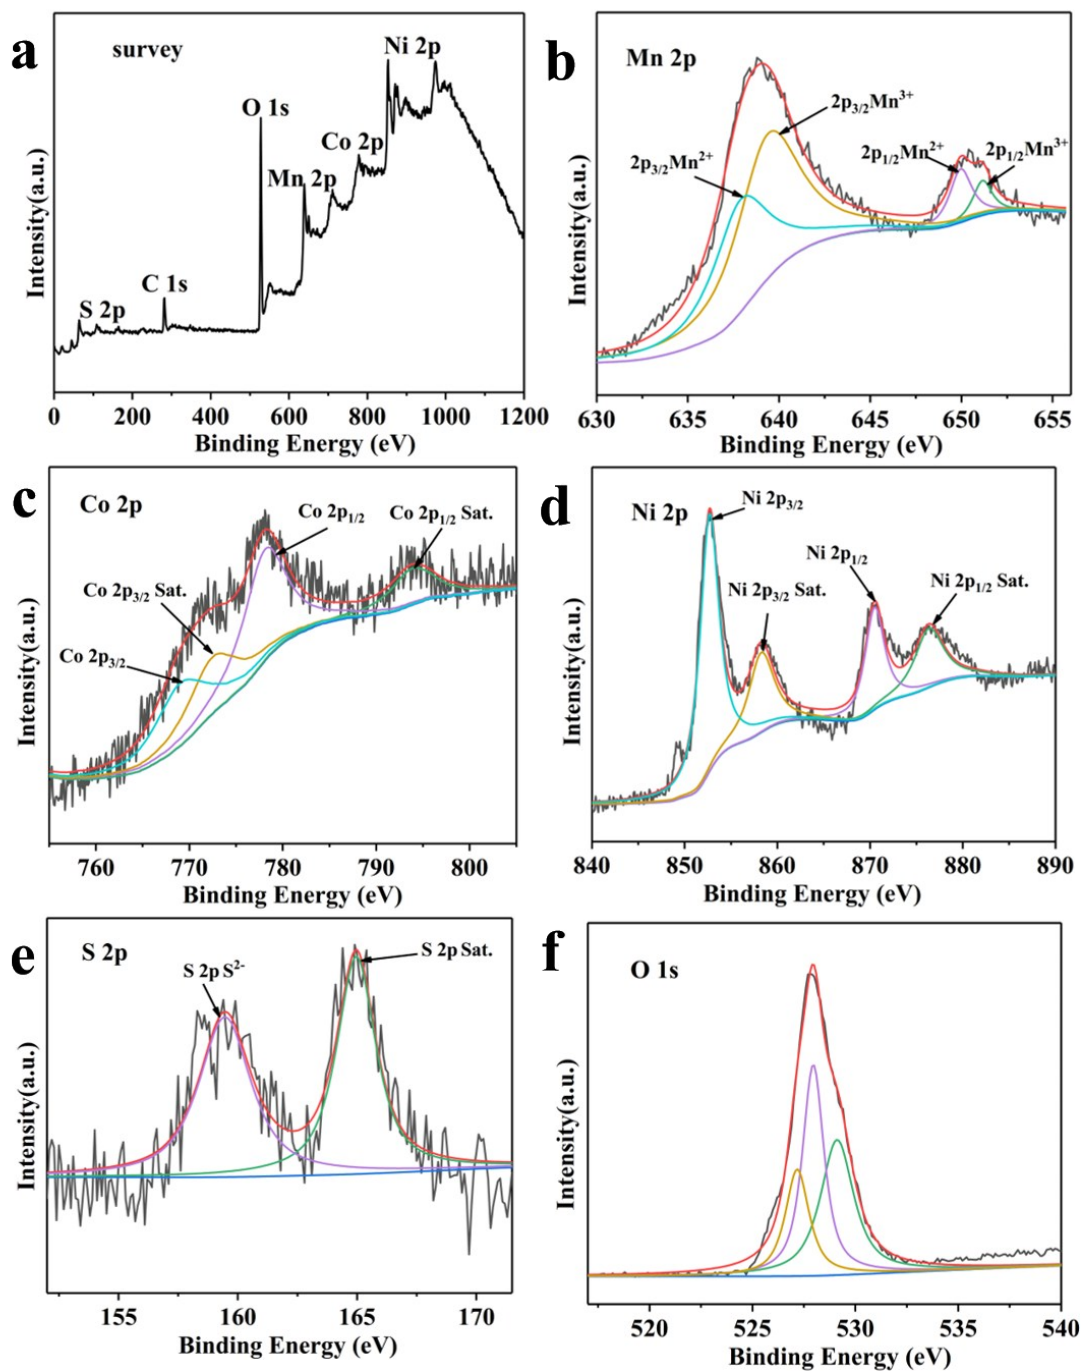 a
survey
Ni 2p
O 1s
Co 2p
Mn 2p
C 1s
S 2p
Intensity(a.u.)
0 200 400 600 800 1000 1200
Binding Energy (eV)
b
Mn 2p
2p3/2Mn3+
2p3/2Mn2+
2p1/2Mn2+
2p1/2Mn3+
Intensity(a.u.)
630 635 640 645 650 655
Binding Energy (eV)
c
Co 2p
Co 2p1/2
Co 2p1/2 Sat.
Co 2p3/2 Sat.
Co 2p3/2
Intensity(a.u.)
760 770 780 790 800
Binding Energy (eV)
d
Ni 2p
Ni 2p3/2
Ni 2p1/2
Ni 2p3/2 Sat.
Ni 2p1/2 Sat.
Intensity(a.u.)
840 850 860 870 880 890
Binding Energy (eV)
e
S 2p
S 2p S2-
S 2p Sat.
Intensity(a.u.)
155 160 165 170
Binding Energy (eV)
f
O 1s
Intensity(a.u.)
520 525 530 535 540
Binding Energy (eV)